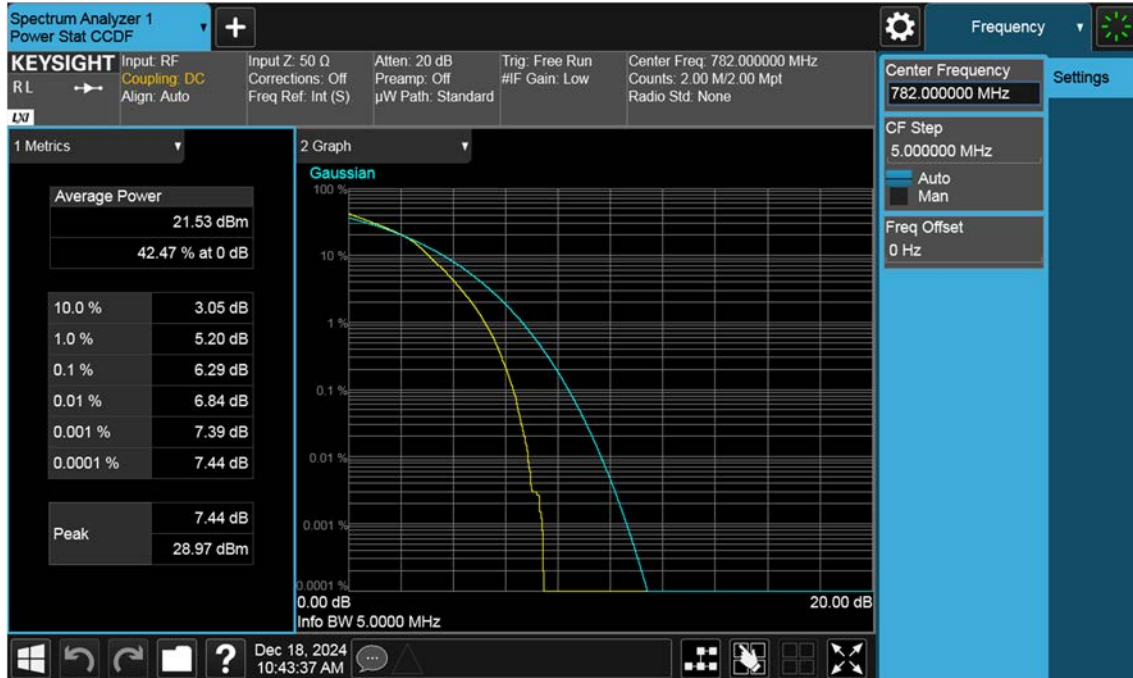 Spectrum Analyzer 1
Power Stat CCDF
Frequency
KEYSIGHT
R L
LXI
Input: RF
Coupling: DC
Align: Auto
Input Z: 50 Ω
Corrections: Off
Freq Ref: Int (S)
Atten: 20 dB
Preamp: Off
µW Path: Standard
Trig: Free Run
#IF Gain: Low
Center Freq: 782.000000 MHz
Counts: 2.00 M/2.00 Mpt
Radio Std: None
Center Frequency
782.000000 MHz
Settings
CF Step
5.000000 MHz
Auto
Man
Freq Offset
0 Hz
1 Metrics
Average Power
21.53 dBm
42.47 % at 0 dB
10.0 % 3.05 dB
1.0 % 5.20 dB
0.1 % 6.29 dB
0.01 % 6.84 dB
0.001 % 7.39 dB
0.0001 % 7.44 dB
Peak
7.44 dB
28.97 dBm
2 Graph
Gaussian
100 %
10 %
1 %
0.1 %
0.01 %
0.001 %
0.0001 %
0.00 dB 20.00 dB
Info BW 5.0000 MHz
?
Dec 18, 2024
10:43:37 AM